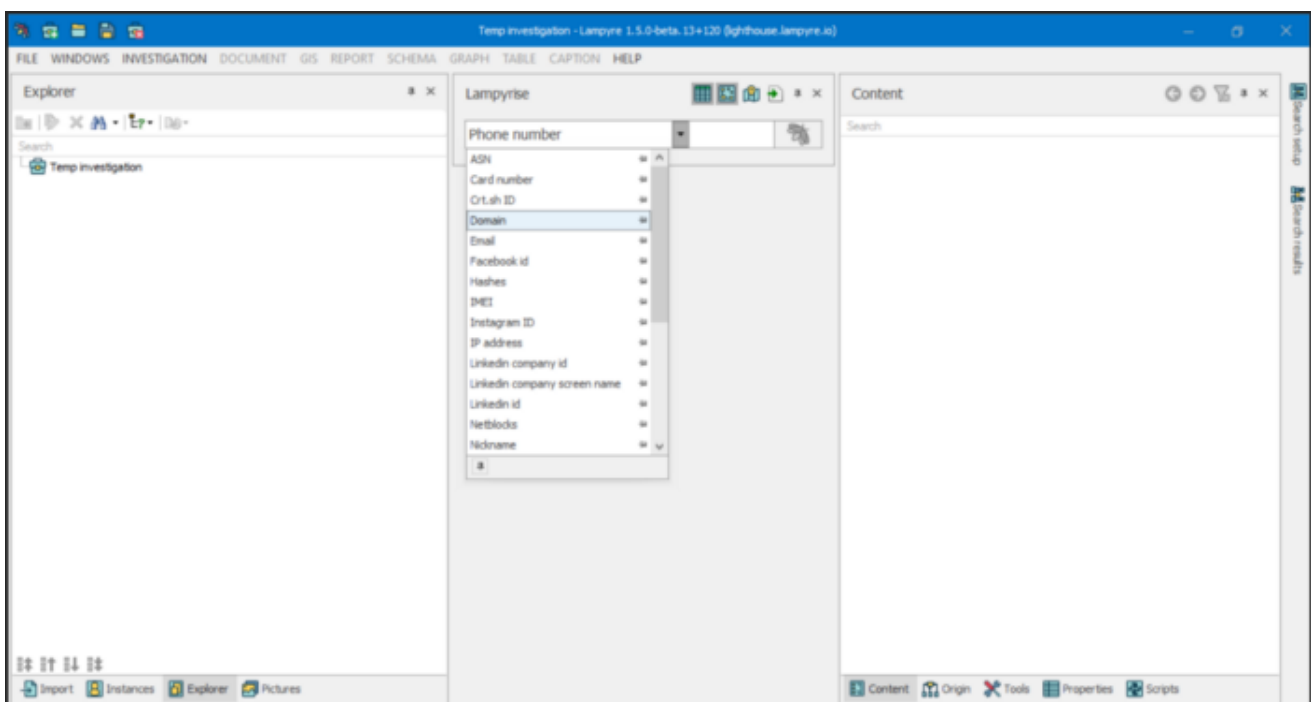 Temp investigation - Lampyre 1.5.0-beta.13+120 (lighthouse.lampyre.io)
FILE WINDOWS INVESTIGATION DOCUMENT GIS REPORT SCHEMA GRAPH TABLE CAPTION HELP
Explorer
Search
Temp investigation
Import Instances Explorer Pictures
Lampyrise
Phone number
ASN
Card number
Crt.sh ID
Domain
Email
Facebook id
Hashes
IMEI
Instagram ID
IP address
Linkedin company id
Linkedin company screen name
Linkedin id
Netblocks
Nickname
Content
Search
Content Origin Tools Properties Scripts
Search setup
Search results